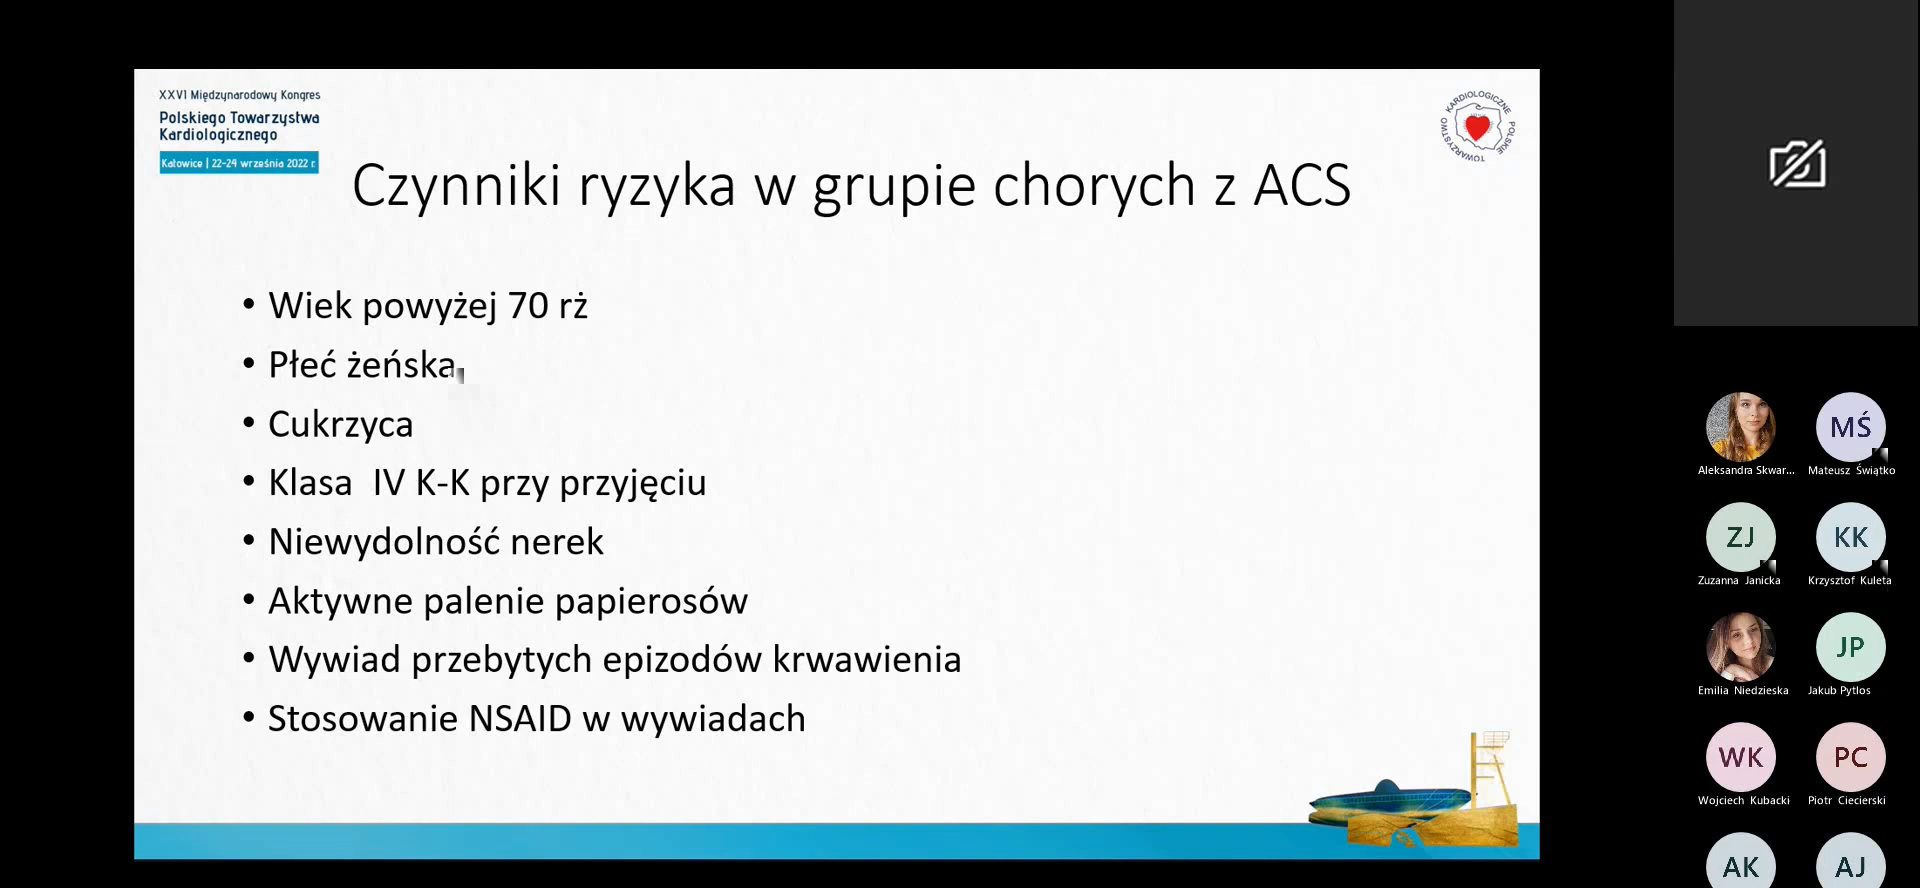 XXVI Międzynarodowy Kongres
Polskiego Towarzystwa
Kardiologicznego
Katowice | 22-24 września 2022 r.
POLSKIE TOWARZYSTWO KARDIOLOGICZNE
Czynniki ryzyka w grupie chorych z ACS
• Wiek powyżej 70 rż
• Płeć żeńska
• Cukrzyca
• Klasa IV K-K przy przyjęciu
• Niewydolność nerek
• Aktywne palenie papierosów
• Wywiad przebytych epizodów krwawienia
• Stosowanie NSAID w wywiadach
MŚ
Aleksandra Skwar... Mateusz Świątko
ZJ KK
Zuzanna Janicka Krzysztof Kuleta
JP
Emilia Niedzieska Jakub Pytlos
WK PC
Wojciech Kubacki Piotr Ciecierski
AK AJ